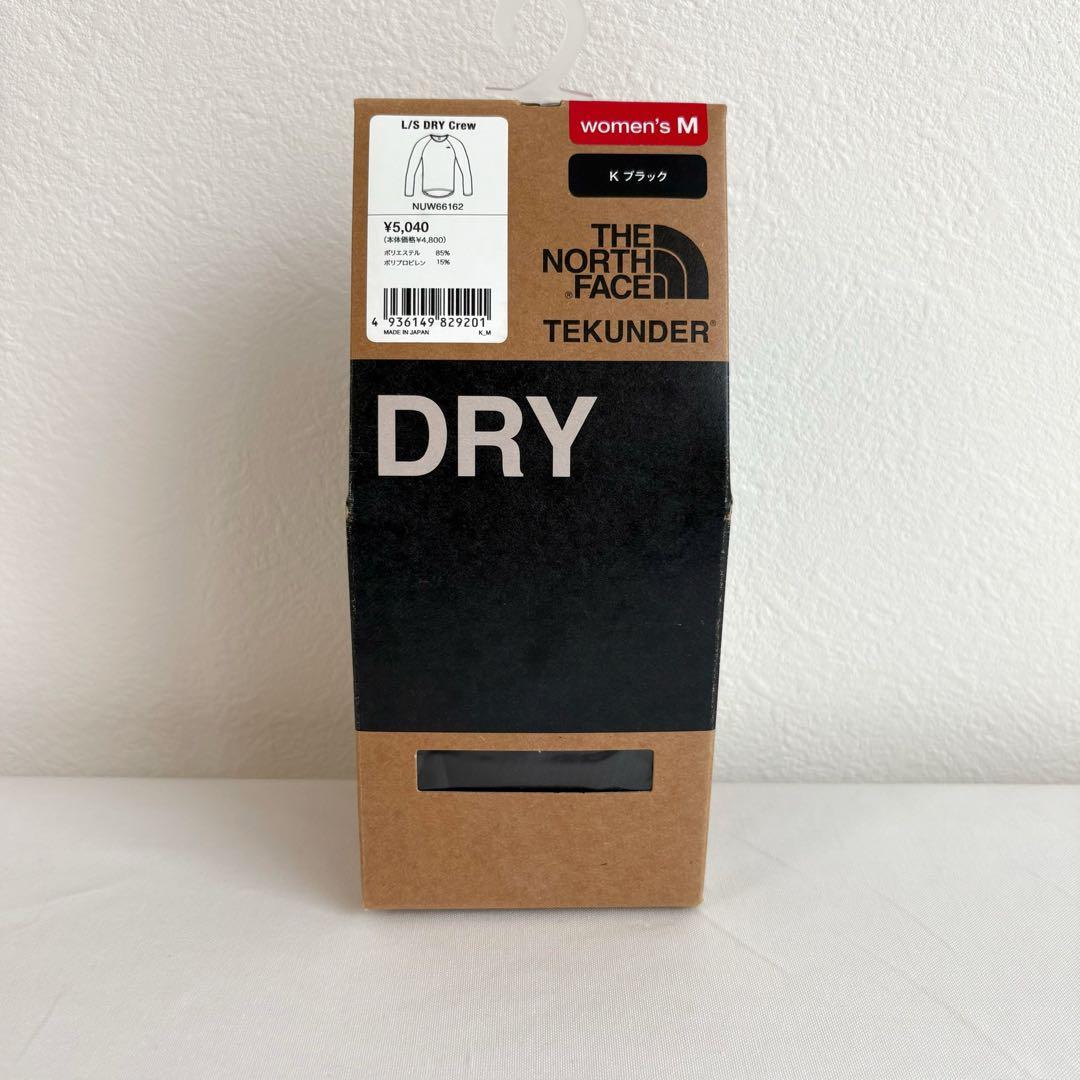 L/S DRY Crew
NUW66162
¥5,040
(本体価格¥4,800)
ポリエステル 85%
ポリプロピレン 15%
4 936149 829201
MADE IN JAPAN K_M
women's M
K ブラック
THE
NORTH
®FACE
TEKUNDER®
DRY